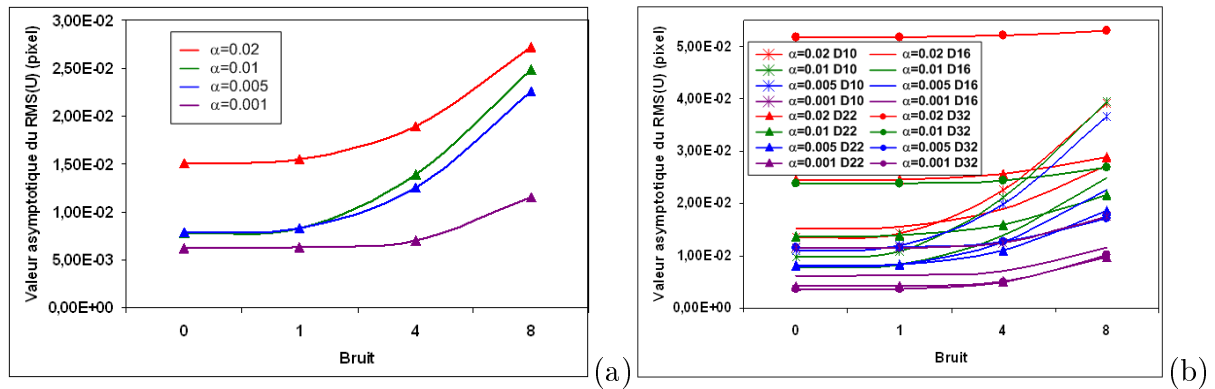 Valeur asymptotique du RMS(U) (pixel)
3,00E-02
2,50E-02
2,00E-02
1,50E-02
1,00E-02
5,00E-03
0,00E+00
α=0.02
α=0.01
α=0.005
α=0.001
0 1 4 8
Bruit
(a)
Valeur asymptotique du RMS(U) (pixel)
5,00E-02
4,00E-02
3,00E-02
2,00E-02
1,00E-02
0,00E+00
α=0.02 D10 α=0.02 D16
α=0.01 D10 α=0.01 D16
α=0.005 D10 α=0.005 D16
α=0.001 D10 α=0.001 D16
α=0.02 D22 α=0.02 D32
α=0.01 D22 α=0.01 D32
α=0.005 D22 α=0.005 D32
α=0.001 D22 α=0.001 D32
0 1 4 8
Bruit
(b)